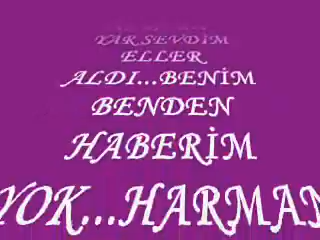 YAR SEVDİM
ELLER
ALDI...BENİM
BENDEN
HABERİM
YOK...HARMAN